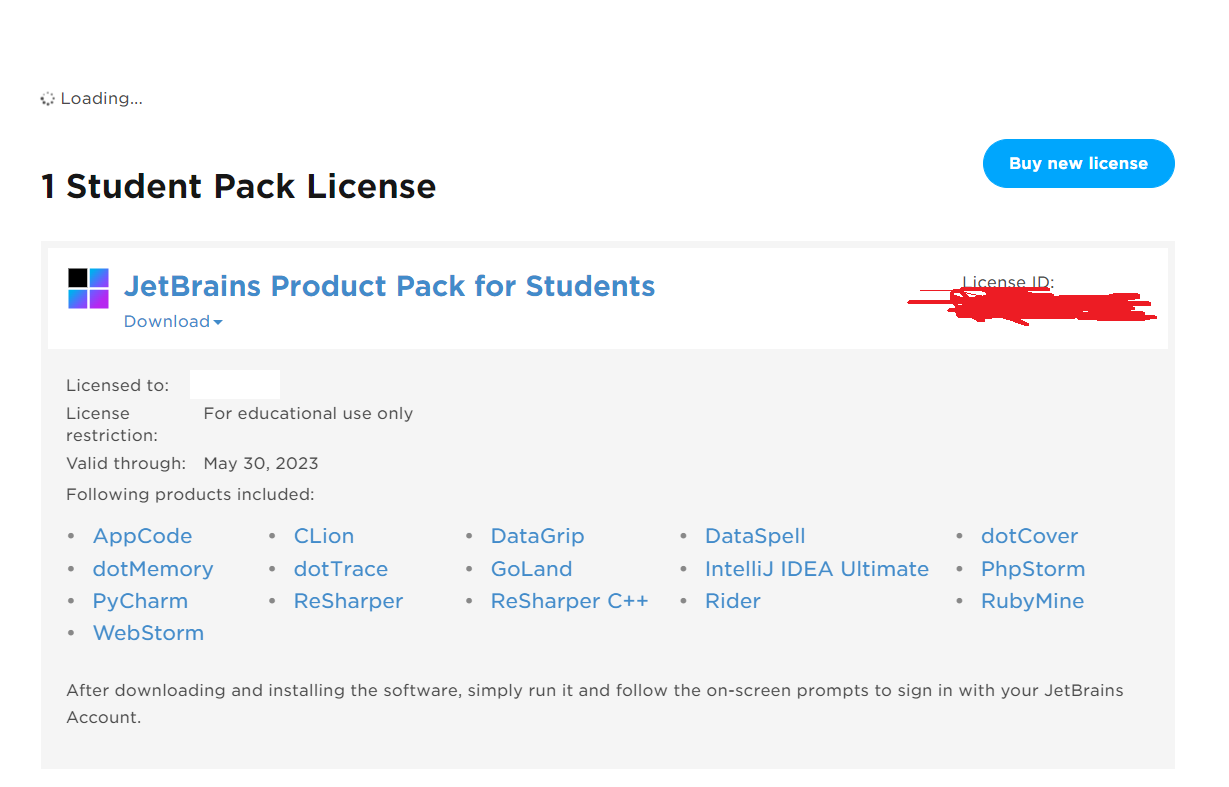 Loading...
Buy new license
1 Student Pack License
JetBrains Product Pack for Students
License ID:
Download
Licensed to:
License restriction: For educational use only
Valid through: May 30, 2023
Following products included:
• AppCode • CLion • DataGrip • DataSpell • dotCover
• dotMemory • dotTrace • GoLand • IntelliJ IDEA Ultimate • PhpStorm
• PyCharm • ReSharper • ReSharper C++ • Rider • RubyMine
• WebStorm
After downloading and installing the software, simply run it and follow the on-screen prompts to sign in with your JetBrains
Account.